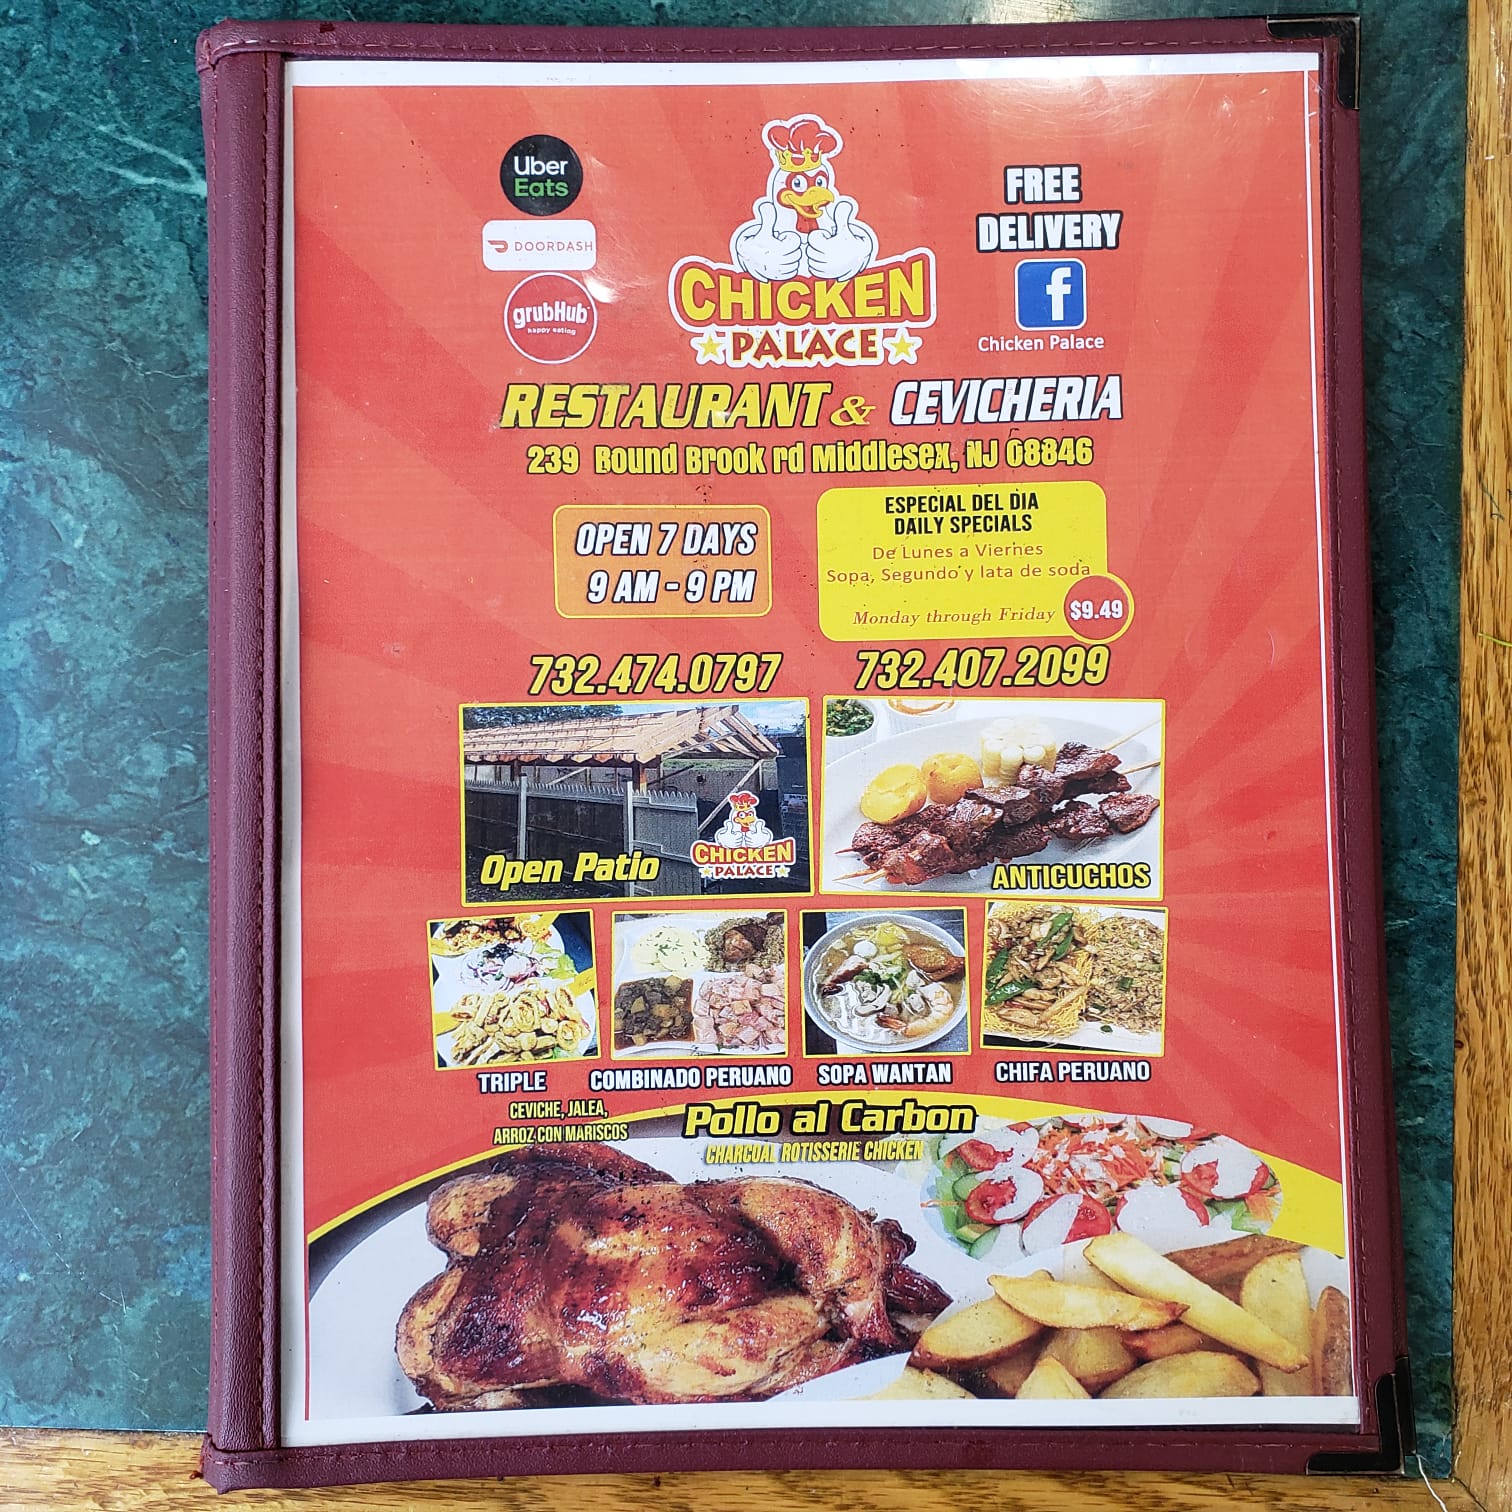 Uber
Eats
DOORDASH
grubHub
happy eating
CHICKEN
PALACE
FREE
DELIVERY
f
Chicken Palace
RESTAURANT & CEVICHERIA
239 Bound Brook rd Middlesex, NJ 08846
OPEN 7 DAYS
9 AM - 9 PM
ESPECIAL DEL DIA
DAILY SPECIALS
De Lunes a Viernes
Sopa, Segundo y lata de soda
Monday through Friday
$9.49
732.474.0797
732.407.2099
Open Patio
CHICKEN
PALACE
ANTICUCHOS
TRIPLE
CEVICHE, JALEA,
ARROZ CON MARISCOS
COMBINADO PERUANO
SOPA WANTAN
CHIFA PERUANO
Pollo al Carbon
CHARCUAL ROTISSERIE CHICKEN